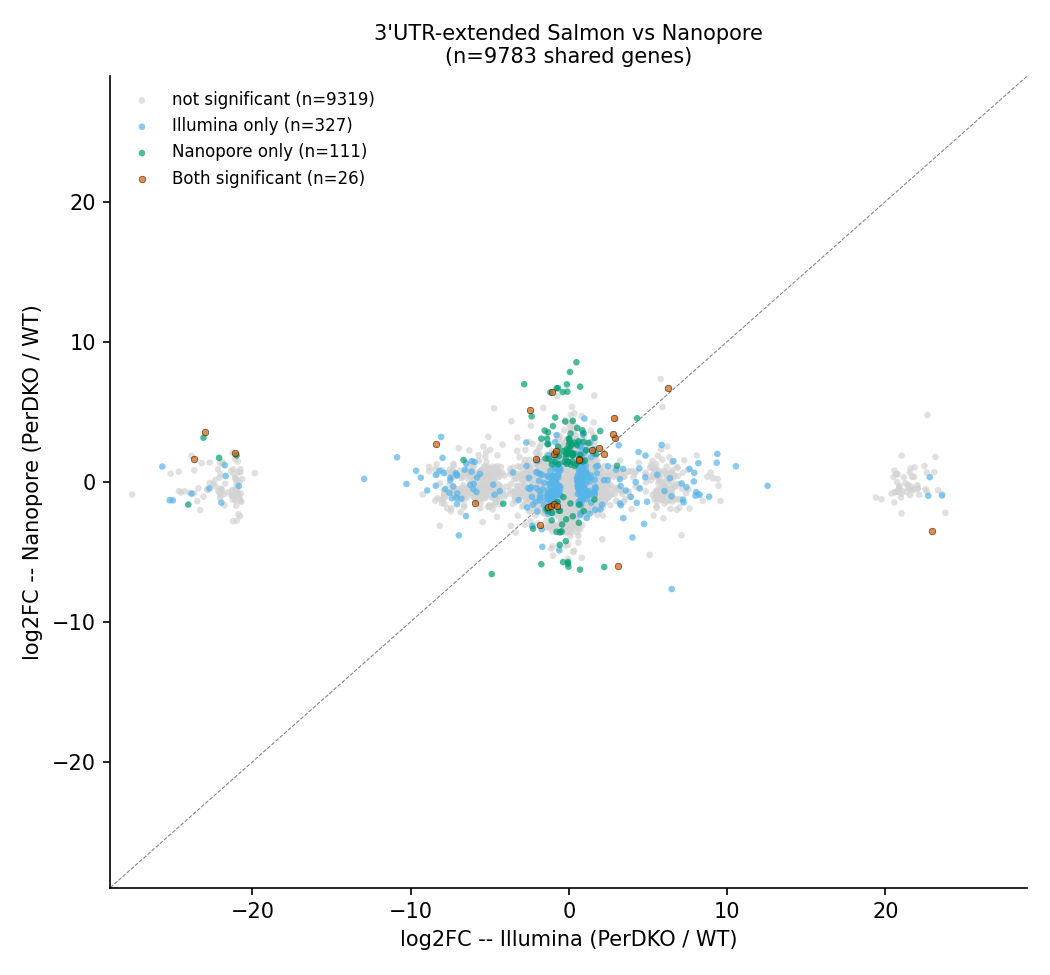 3'UTR-extended Salmon vs Nanopore
(n=9783 shared genes)
not significant (n=9319)
Illumina only (n=327)
Nanopore only (n=111)
Both significant (n=26)
log2FC -- Nanopore (PerDKO / WT)
20
10
0
−10
−20
−20
−10
0
10
20
log2FC -- Illumina (PerDKO / WT)